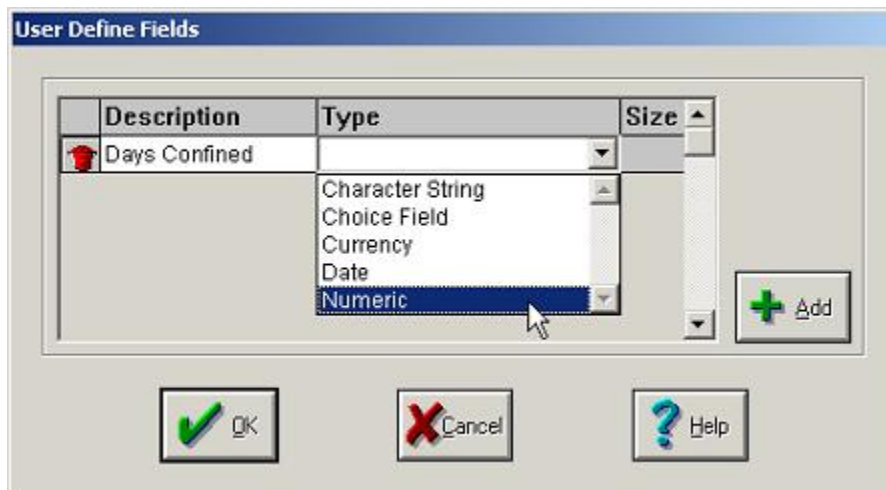 User Define Fields
Description Type Size
Days Confined
Character String
Choice Field
Currency
Date
Numeric
Add
OK Cancel Help